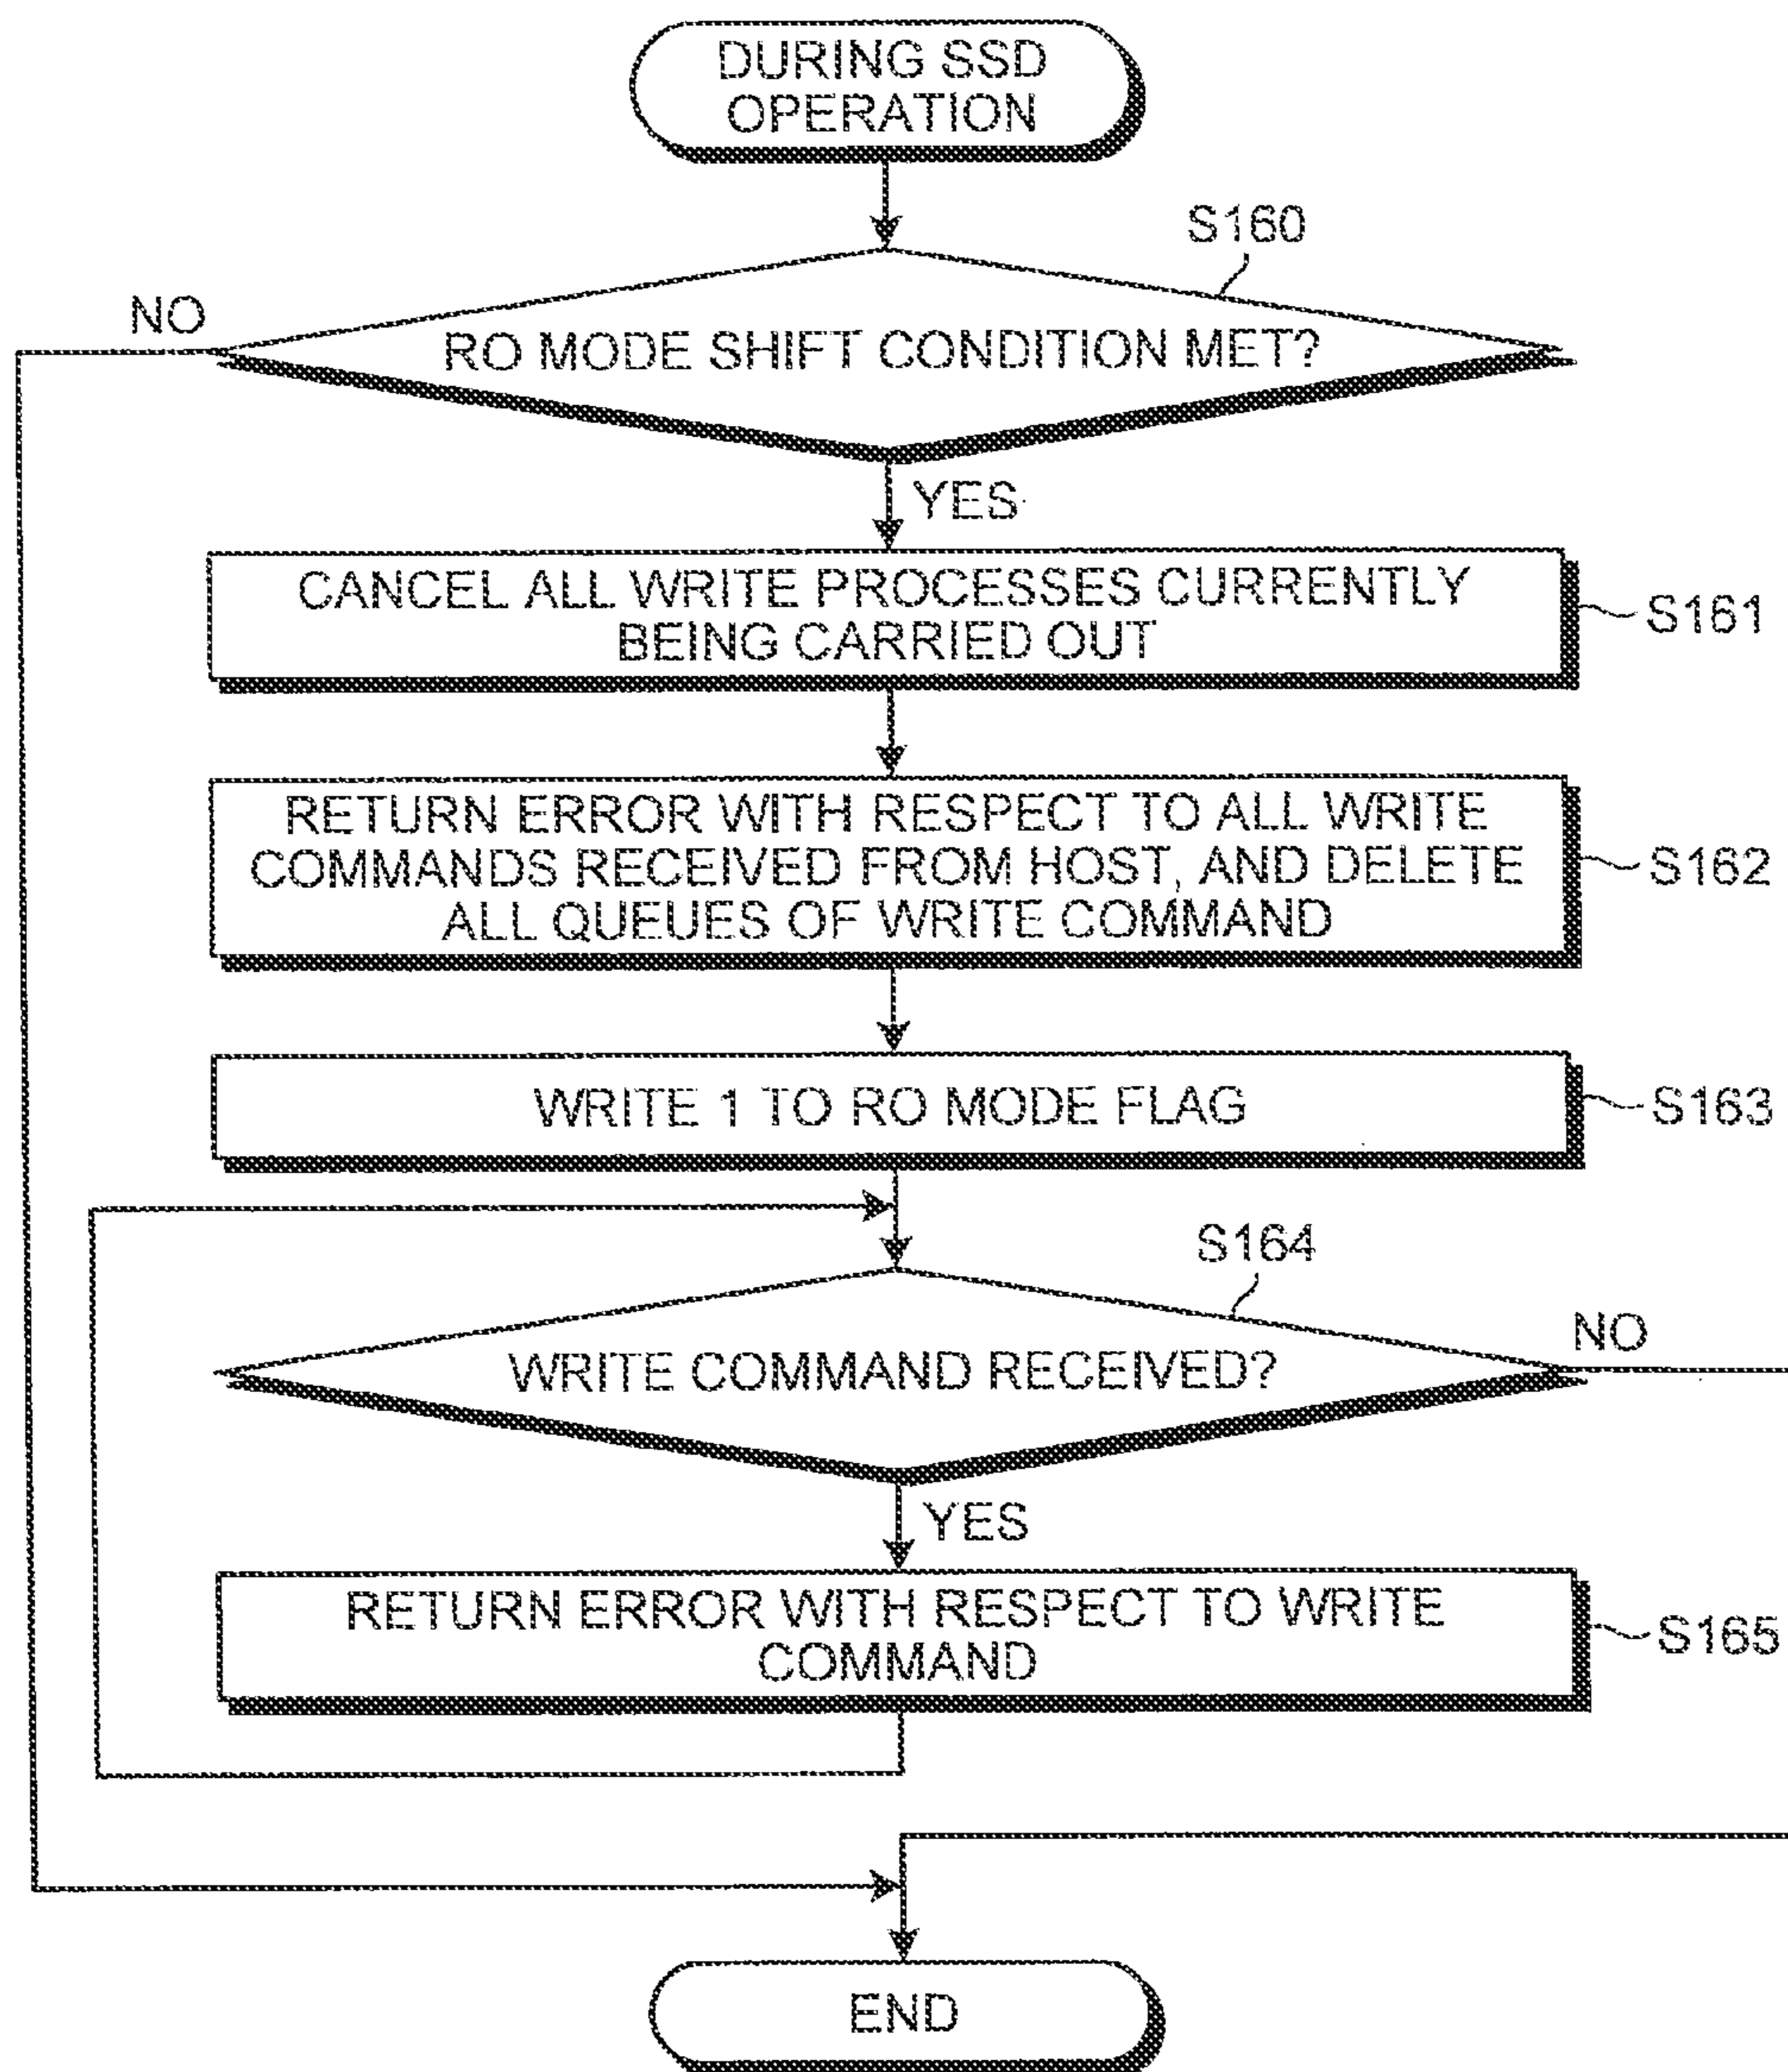 DURING SSD
OPERATION
S160
NO
RO MODE SHIFT CONDITION MET?
YES
CANCEL ALL WRITE PROCESSES CURRENTLY
BEING CARRIED OUT
S161
RETURN ERROR WITH RESPECT TO ALL WRITE
COMMANDS RECEIVED FROM HOST, AND DELETE
ALL QUEUES OF WRITE COMMAND
S162
WRITE 1 TO RO MODE FLAG
S163
S164
NO
WRITE COMMAND RECEIVED?
YES
RETURN ERROR WITH RESPECT TO WRITE
COMMAND
S165
END